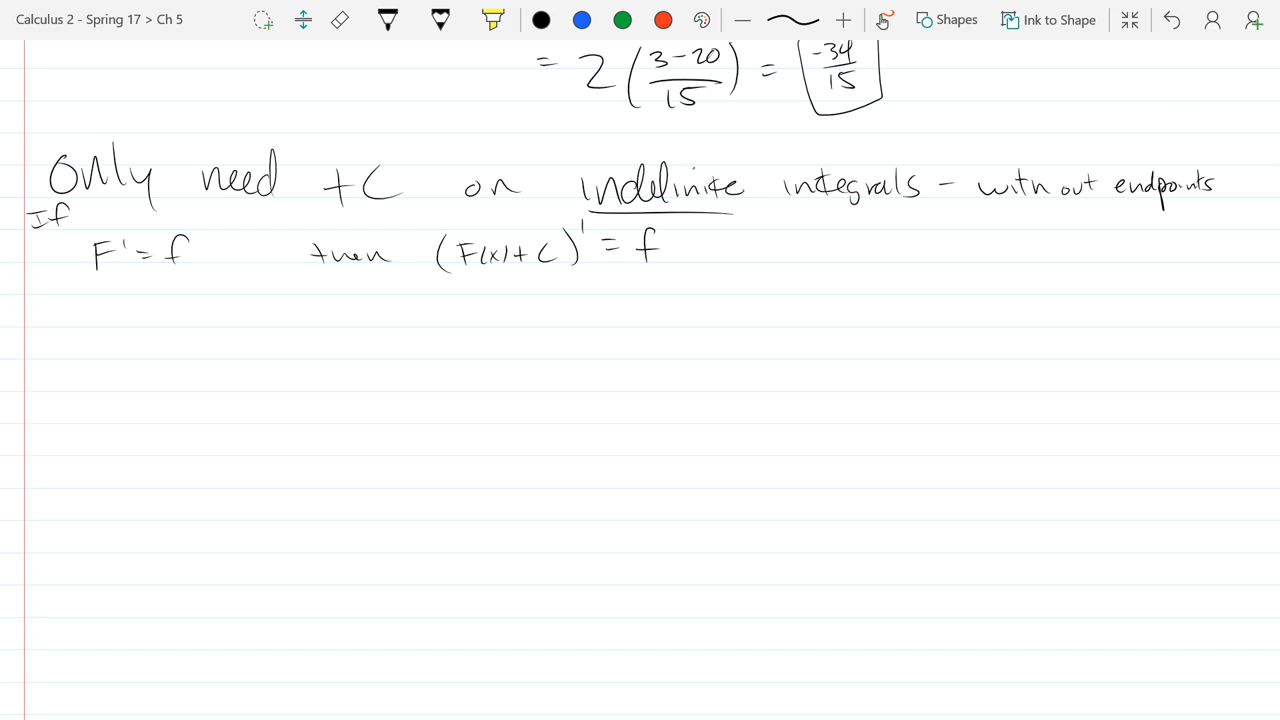 Calculus 2 - Spring 17 > Ch 5
Shapes
Ink to Shape
= 2 (3-20/15) = -34/15
Only need +C on indefinite integrals - without endpoints
If
F' = f then (F(x)+C)' = f